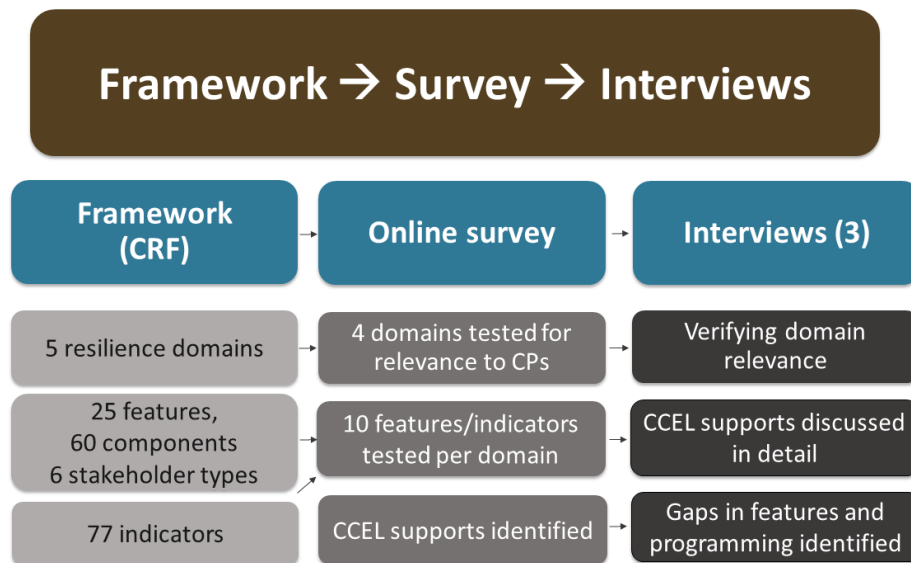 Framework → Survey → Interviews
Framework
(CRF)
Online survey
Interviews (3)
5 resilience domains
4 domains tested for
relevance to CPs
Verifying domain
relevance
25 features,
60 components
6 stakeholder types
10 features/indicators
tested per domain
CCEL supports discussed
in detail
77 indicators
CCEL supports identified
Gaps in features and
programming identified